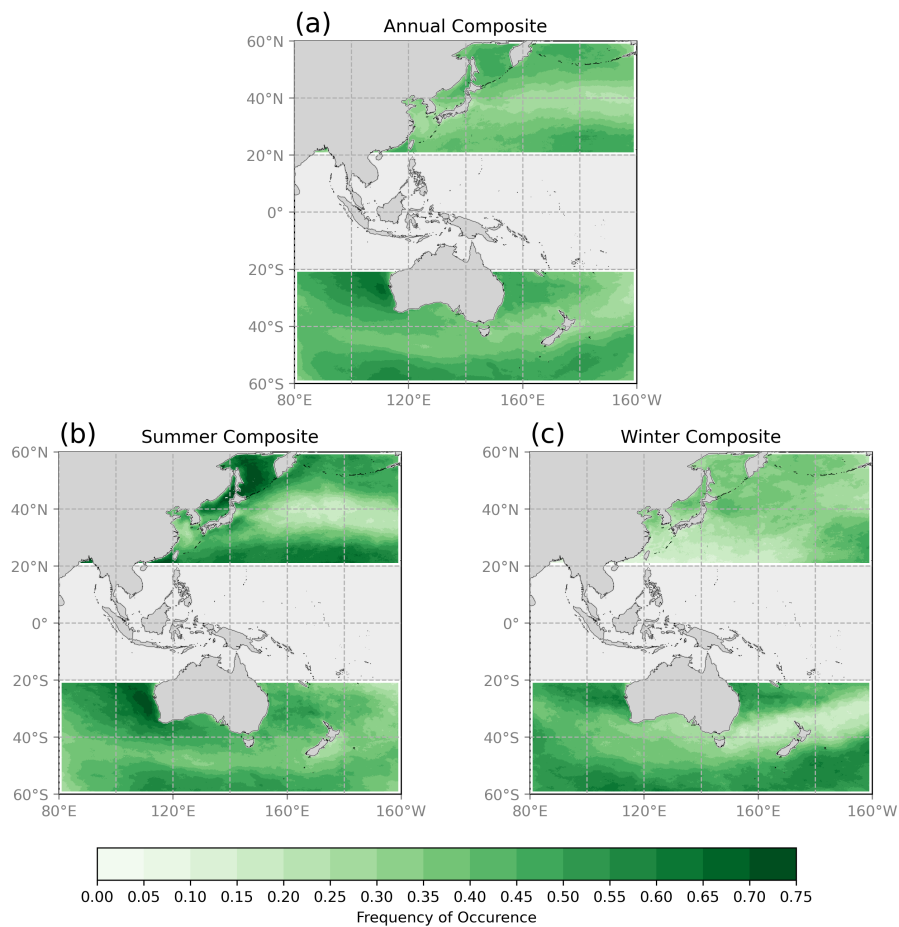 (a)
Annual Composite
60°N
40°N
20°N
0°
20°S
40°S
60°S
80°E 120°E 160°E 160°W
(b)
Summer Composite
60°N
40°N
20°N
0°
20°S
40°S
60°S
80°E 120°E 160°E 160°W
(c)
Winter Composite
60°N
40°N
20°N
0°
20°S
40°S
60°S
80°E 120°E 160°E 160°W
0.00 0.05 0.10 0.15 0.20 0.25 0.30 0.35 0.40 0.45 0.50 0.55 0.60 0.65 0.70 0.75
Frequency of Occurence